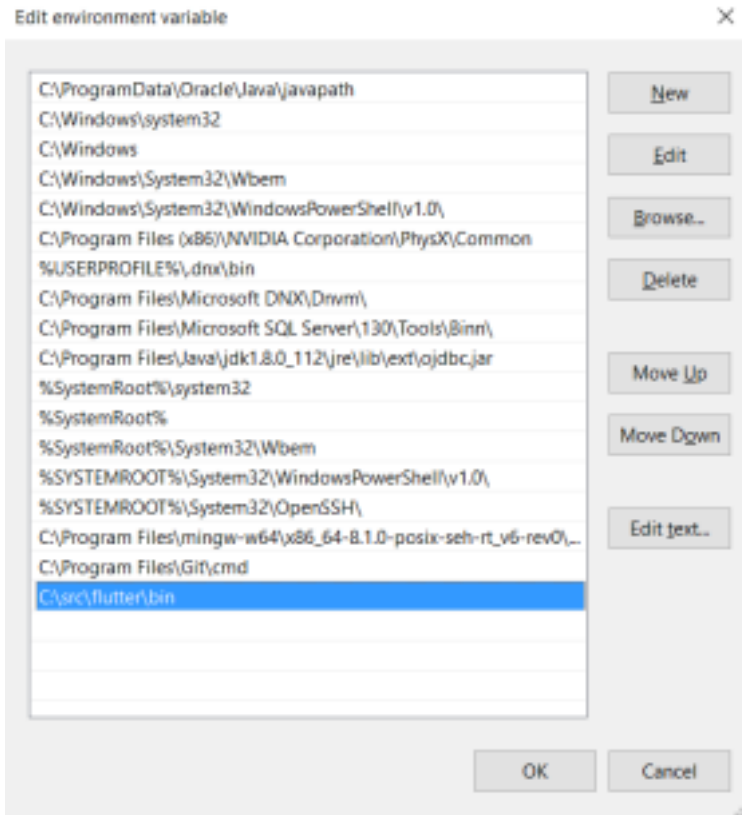 Edit environment variable
C:\ProgramData\Oracle\Java\javapath
C:\Windows\system32
C:\Windows
C:\Windows\System32\Wbem
C:\Windows\System32\WindowsPowerShell\v1.0\
C:\Program Files (x86)\NVIDIA Corporation\PhysX\Common
%USERPROFILE%\.dnx\bin
C:\Program Files\Microsoft DNX\Dnvm\
C:\Program Files\Microsoft SQL Server\130\Tools\Binn\
C:\Program Files\Java\jdk1.8.0_112\jre\lib\ext\ojdbc.jar
%SystemRoot%\system32
%SystemRoot%
%SystemRoot%\System32\Wbem
%SYSTEMROOT%\System32\WindowsPowerShell\v1.0\
%SYSTEMROOT%\System32\OpenSSH\
C:\Program Files\mingw-w64\x86_64-8.1.0-posix-seh-rt_v6-rev0\...
C:\Program Files\Git\cmd
C:\src\flutter\bin
New
Edit
Browse...
Delete
Move Up
Move Down
Edit text...
OK
Cancel